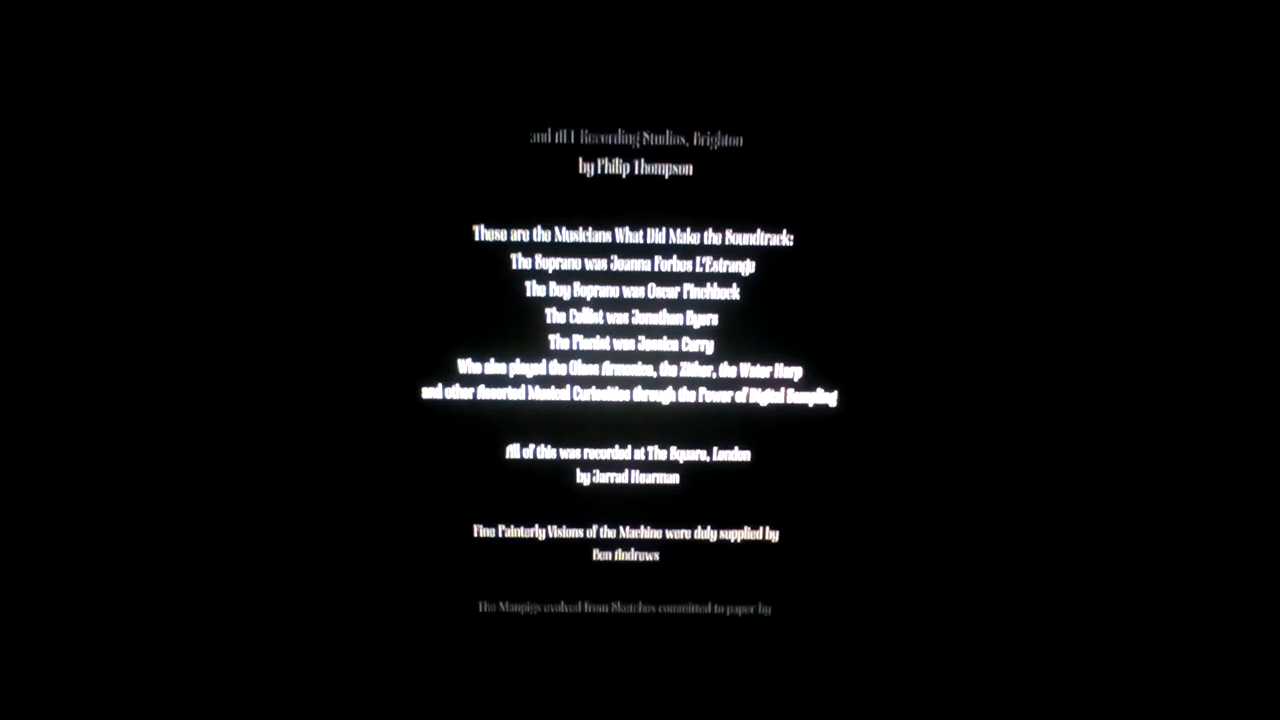 and Recording Studios, Brighton
by Philip Thompson
These are the Musicians What Did Make the Soundtrack:
The Soprano was Joanna Forbes L'Estrange
The Boy Soprano was Oscar Pinchbeck
The Cellist was Jonathan Byers
The Pianist was Jessica Curry
Who also played the Glass Armonica, the Zither, the Water Harp
and other Assorted Musical Curiosities through the Power of Digital Sampling
All of this was recorded at The Square, London
by Jarrad Hearman
Fine Painterly Visions of the Machine were duly supplied by
Ben Andrews
The Manpigs evolved from Sketches committed to paper by